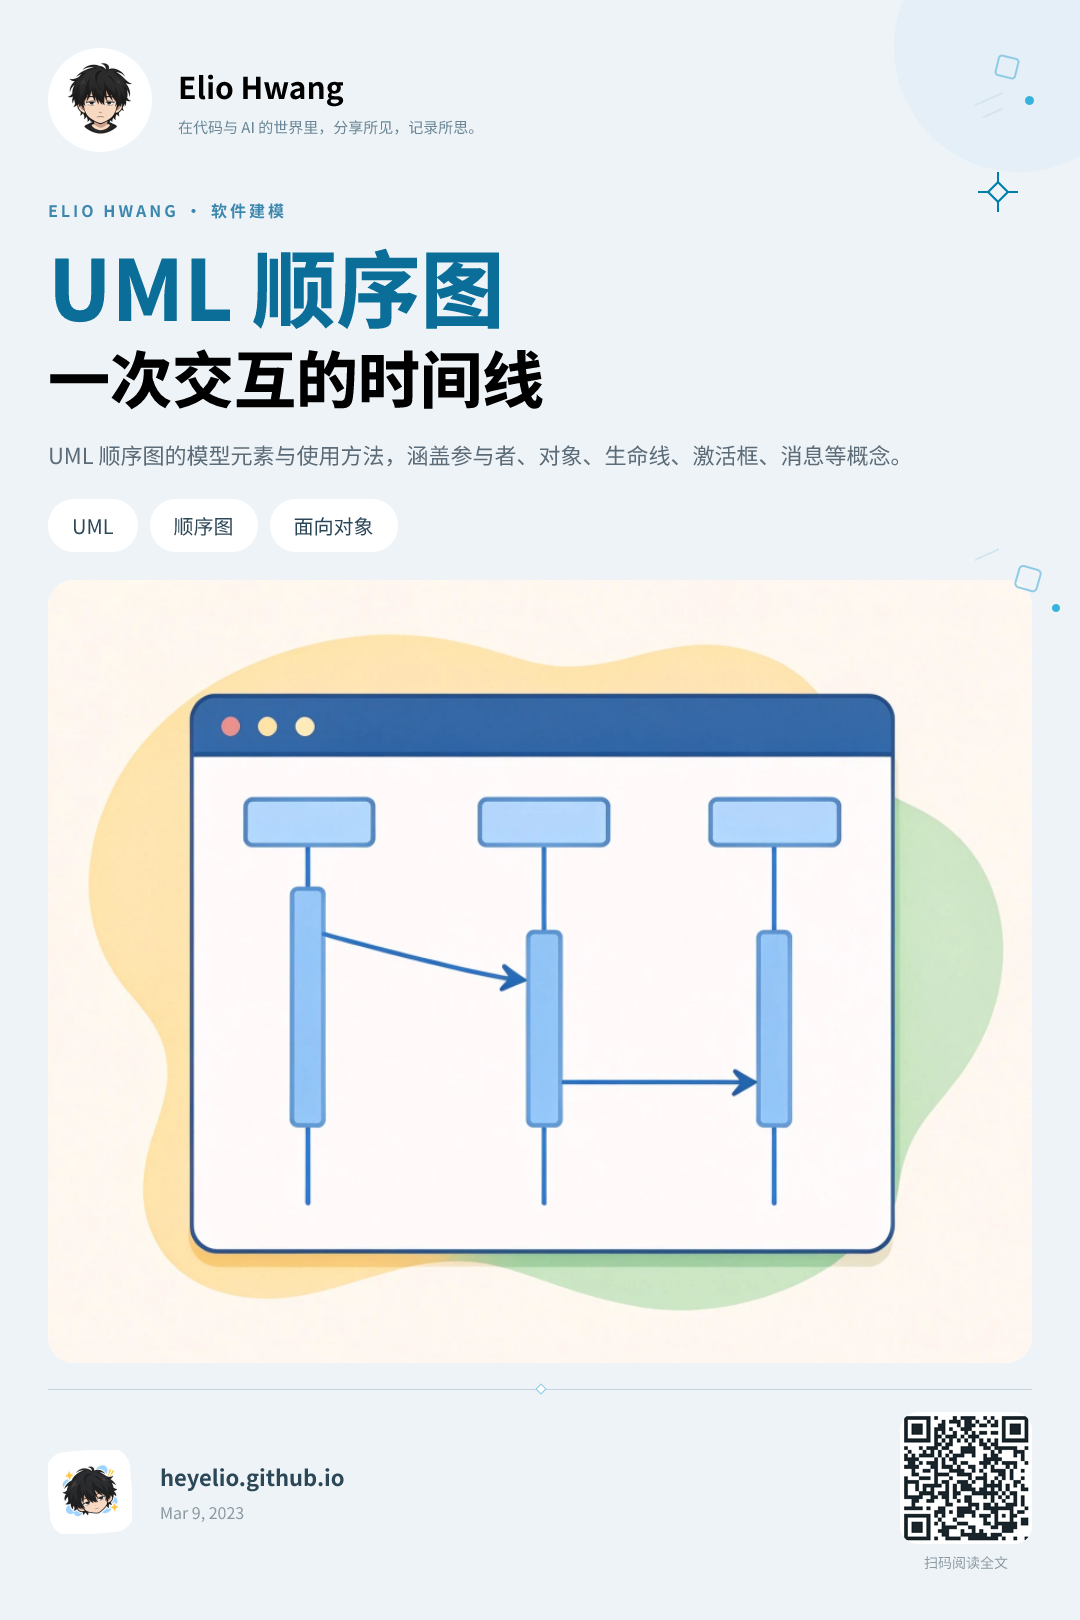 Elio Hwang
在代码与 AI 的世界里，分享所见，记录所思。
ELIO HWANG • 软件建模
UML 顺序图
一次交互的时间线
UML 顺序图的模型元素与使用方法，涵盖参与者、对象、生命线、激活框、消息等概念。
UML
顺序图
面向对象
heyelio.github.io
Mar 9, 2023
扫码阅读全文